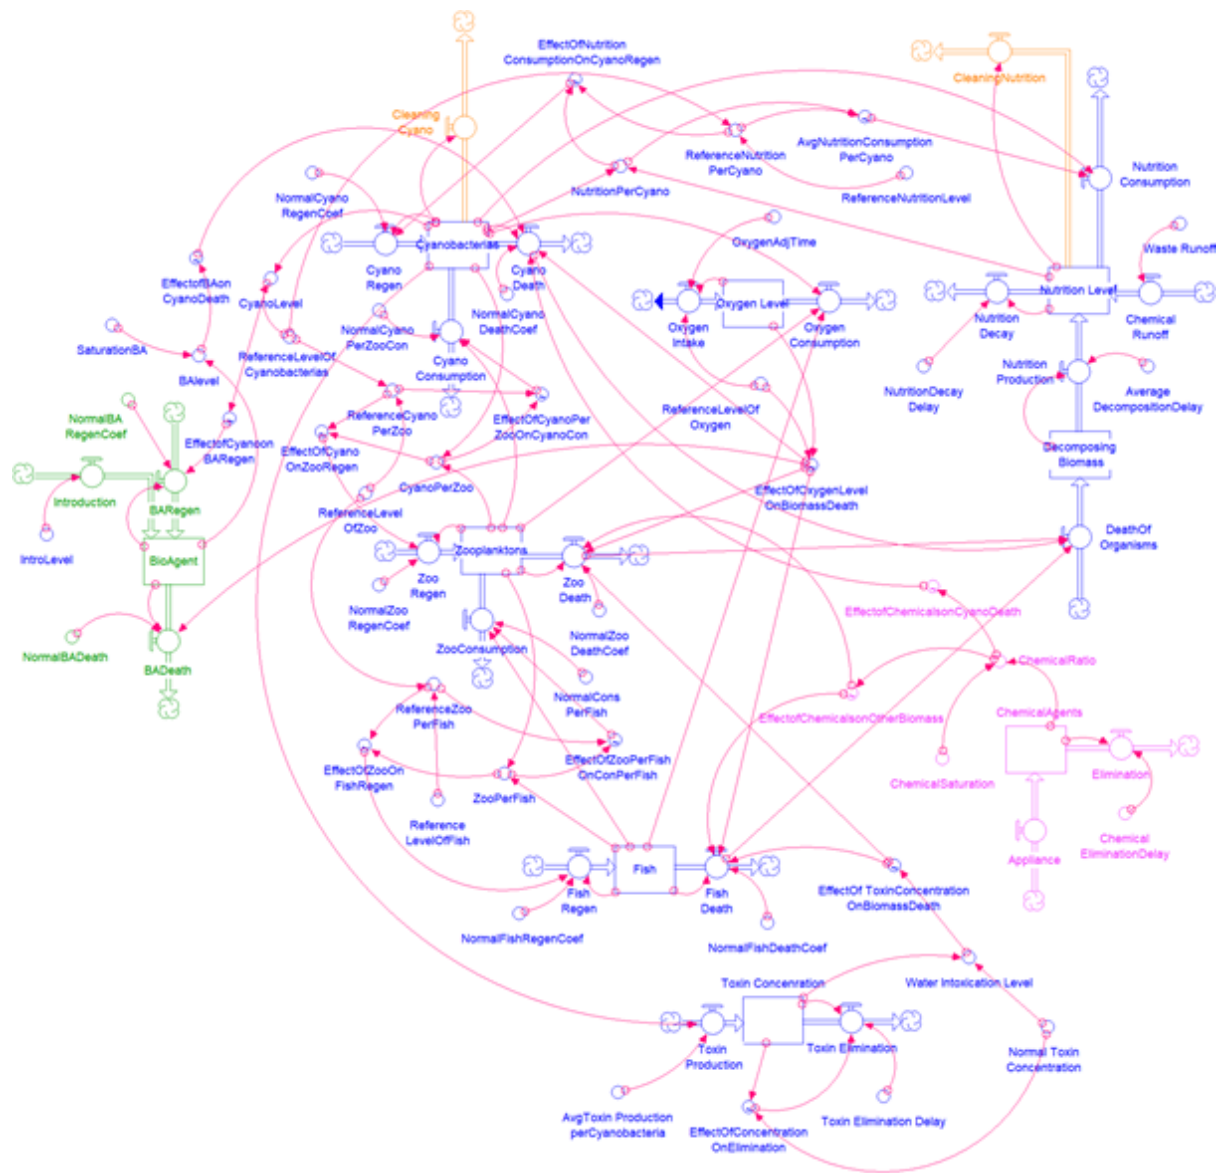 EffectOfNutrition
ConsumptionOnCyanoRegen
CleaningNutrition
Cleaning
Cyano
ReferenceNutrition
PerCyano
AvgNutritionConsumption
PerCyano
Nutrition
Consumption
NormalCyano
RegenCoef
NutritionPerCyano
ReferenceNutritionLevel
Cyanobacterias
OxygenAdjTime
Waste Runoff
Cyano
Regen
Cyano
Death
EffectofBAon
CyanoDeath
CyanoLevel
Oxygen Level
Nutrition Level
NormalCyano
DeathCoef
Oxygen
Intake
Oxygen
Consumption
Nutrition
Decay
Chemical
Runoff
SaturationBA
BAlevel
ReferenceLevelOf
Cyanobacterias
NormalCyano
PerZooCon
Cyano
Consumption
Nutrition
Production
NutritionDecay
Delay
Average
DecompositionDelay
NormalBA
RegenCoef
ReferenceCyano
PerZoo
EffectOfCyanoPer
ZooOnCyanoCon
ReferenceLevelOf
Oxygen
EffectofCyanoon
BARegen
EffectOfCyano
OnZooRegen
Decomposing
Biomass
Introduction
BARegen
CyanoPerZoo
EffectOfOxygenLevel
OnBiomassDeath
ReferenceLevel
OfZoo
IntroLevel
BioAgent
Zooplanktons
DeathOf
Organisms
Zoo
Regen
Zoo
Death
NormalZoo
RegenCoef
EffectofChemicalsonCyanoDeath
NormalBADeath
BADeath
ZooConsumption
NormalZoo
DeathCoef
ChemicalRatio
ReferenceZoo
PerFish
NormalCons
PerFish
EffectofChemicalsonOtherBiomass
ChemicalAgents
EffectOfZooOn
FishRegen
ZooPerFish
EffectOfZooPerFish
OnConPerFish
ChemicalSaturation
Elimination
Reference
LevelOfFish
Chemical
EliminationDelay
Appliance
Fish
Fish
Regen
Fish
Death
EffectOf ToxinConcentration
OnBiomassDeath
NormalFishRegenCoef
NormalFishDeathCoef
Toxin Concenration
Water Intoxication Level
Toxin
Production
Toxin Elimination
Normal Toxin
Concentration
AvgToxin Production
perCyanobacteria
EffectOfConcentration
OnElimination
Toxin Elimination Delay